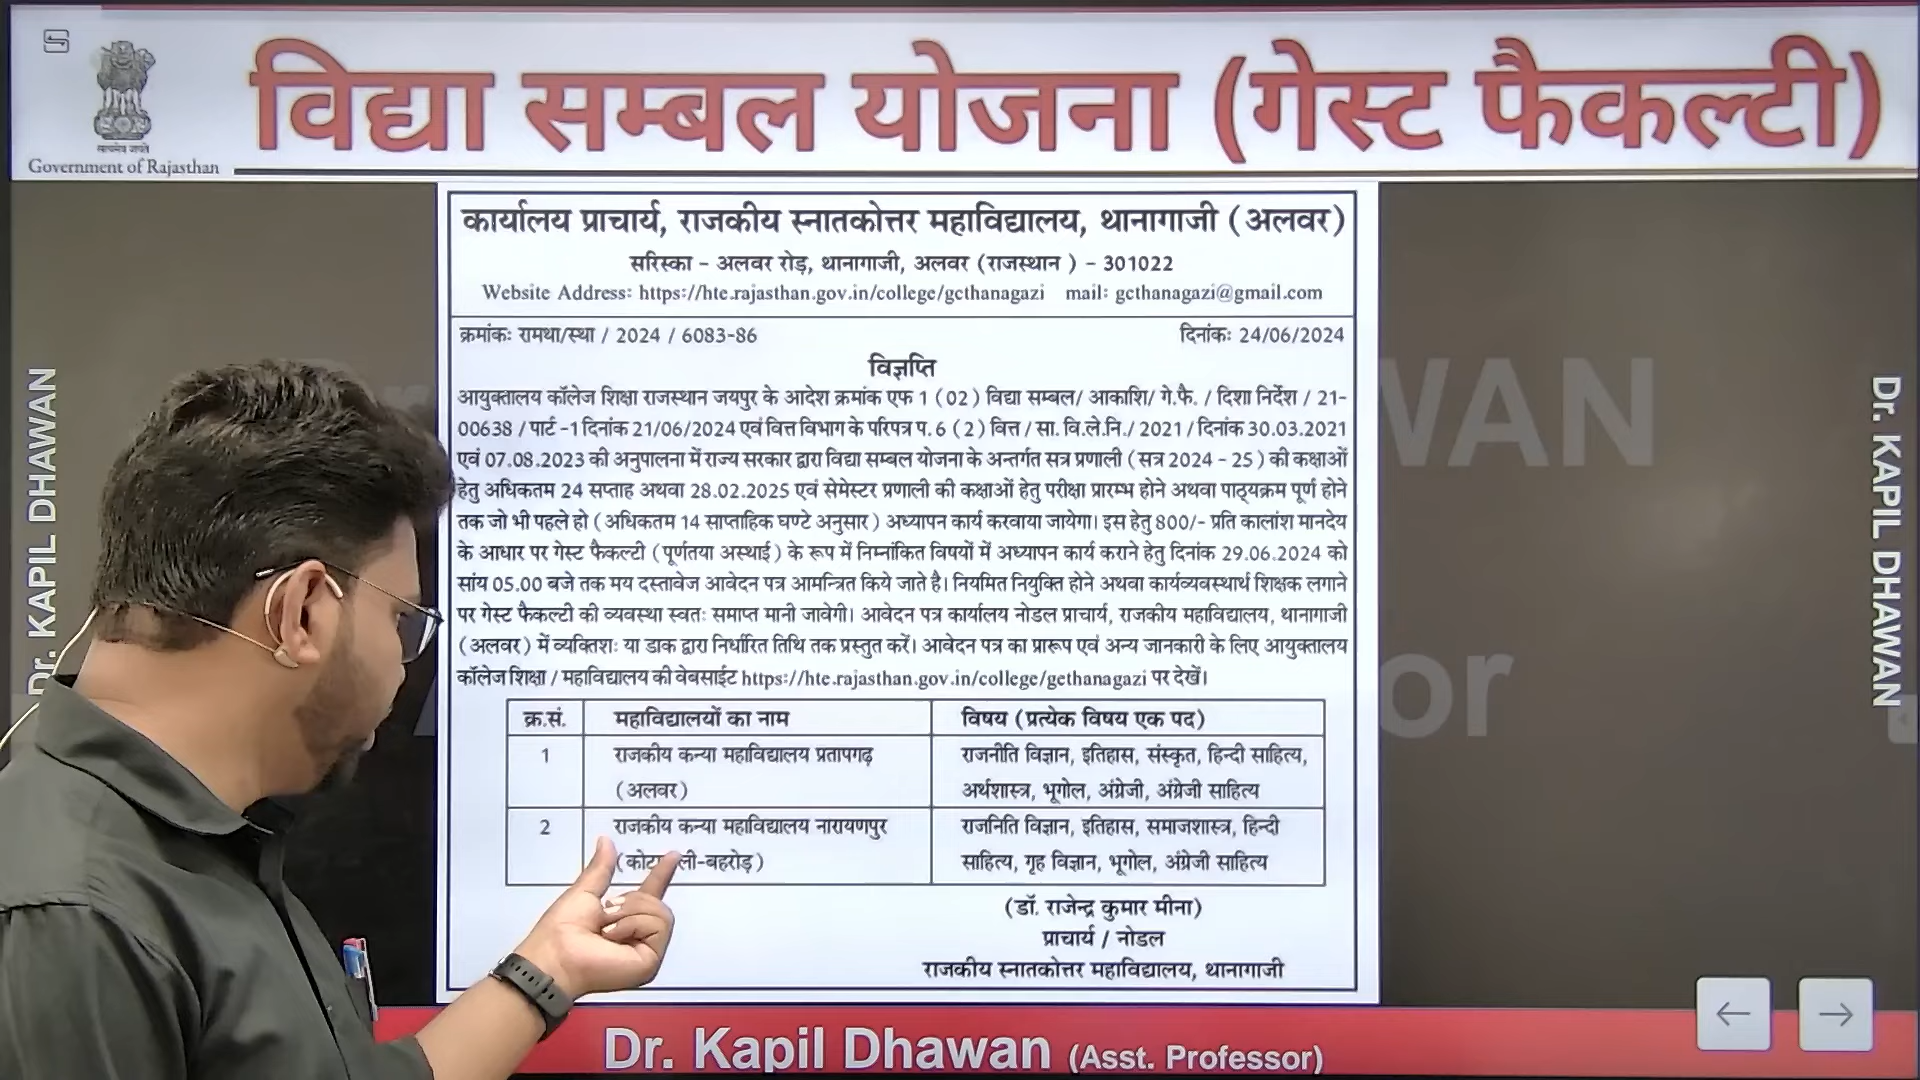 विद्या सम्बल योजना (गेस्ट फैकल्टी)
सत्यमेव जयते
Government of Rajasthan
कार्यालय प्राचार्य, राजकीय स्नातकोत्तर महाविद्यालय, थानागाजी (अलवर)
सरिस्का - अलवर रोड़, थानागाजी, अलवर (राजस्थान ) - 301022
Website Address: https://hte.rajasthan.gov.in/college/gcthanagazi mail: gcthanagazi@gmail.com
क्रमांक: रामथा/स्था / 2024 / 6083-86 दिनांक: 24/06/2024
विज्ञप्ति
आयुक्तालय कॉलेज शिक्षा राजस्थान जयपुर के आदेश क्रमांक एफ 1 (02) विद्या सम्बल/ आकाशि/ गे.फै. / दिशा निर्देश / 21-
00638 / पार्ट -1 दिनांक 21/06/2024 एवं वित्त विभाग के परिपत्र प. 6 (2) वित्त / सा. वि.ले.नि./ 2021 / दिनांक 30.03.2021
एवं 07.08.2023 की अनुपालना में राज्य सरकार द्वारा विद्या सम्बल योजना के अन्तर्गत सत्र प्रणाली (सत्र 2024 - 25) की कक्षाओं
हेतु अधिकतम 24 सप्ताह अथवा 28.02.2025 एवं सेमेस्टर प्रणाली की कक्षाओं हेतु परीक्षा प्रारम्भ होने अथवा पाठ्यक्रम पूर्ण होने
तक जो भी पहले हो (अधिकतम 14 साप्ताहिक घण्टे अनुसार) अध्यापन कार्य करवाया जायेगा। इस हेतु 800/- प्रति कालांश मानदेय
के आधार पर गेस्ट फैकल्टी (पूर्णतया अस्थाई) के रूप में निम्नांकित विषयों में अध्यापन कार्य कराने हेतु दिनांक 29.06.2024 को
सांय 05.00 बजे तक मय दस्तावेज आवेदन पत्र आमन्त्रित किये जाते है। नियमित नियुक्ति होने अथवा कार्यव्यवस्थार्थ शिक्षक लगाने
पर गेस्ट फैकल्टी की व्यवस्था स्वतः समाप्त मानी जावेगी। आवेदन पत्र कार्यालय नोडल प्राचार्य, राजकीय महाविद्यालय, थानागाजी
(अलवर) में व्यक्तिशः या डाक द्वारा निर्धारित तिथि तक प्रस्तुत करें। आवेदन पत्र का प्रारूप एवं अन्य जानकारी के लिए आयुक्तालय
कॉलेज शिक्षा / महाविद्यालय की वेबसाईट https://hte.rajasthan.gov.in/college/gethanagazi पर देखें।
क्र.सं. महाविद्यालयों का नाम विषय (प्रत्येक विषय एक पद)
1 राजकीय कन्या महाविद्यालय प्रतापगढ़ राजनीति विज्ञान, इतिहास, संस्कृत, हिन्दी साहित्य,
(अलवर) अर्थशास्त्र, भूगोल, अंग्रेजी, अंग्रेजी साहित्य
2 राजकीय कन्या महाविद्यालय नारायणपुर राजनिति विज्ञान, इतिहास, समाजशास्त्र, हिन्दी
ली-बहरोड़) साहित्य, गृह विज्ञान, भूगोल, अंग्रेजी साहित्य
(डॉ. राजेन्द्र कुमार मीना)
प्राचार्य / नोडल
राजकीय स्नातकोत्तर महाविद्यालय, थानागाजी
Dr. KAPIL DHAWAN
Dr. KAPIL DHAWAN
WAN
or
Dr. Kapil Dhawan (Asst. Professor)